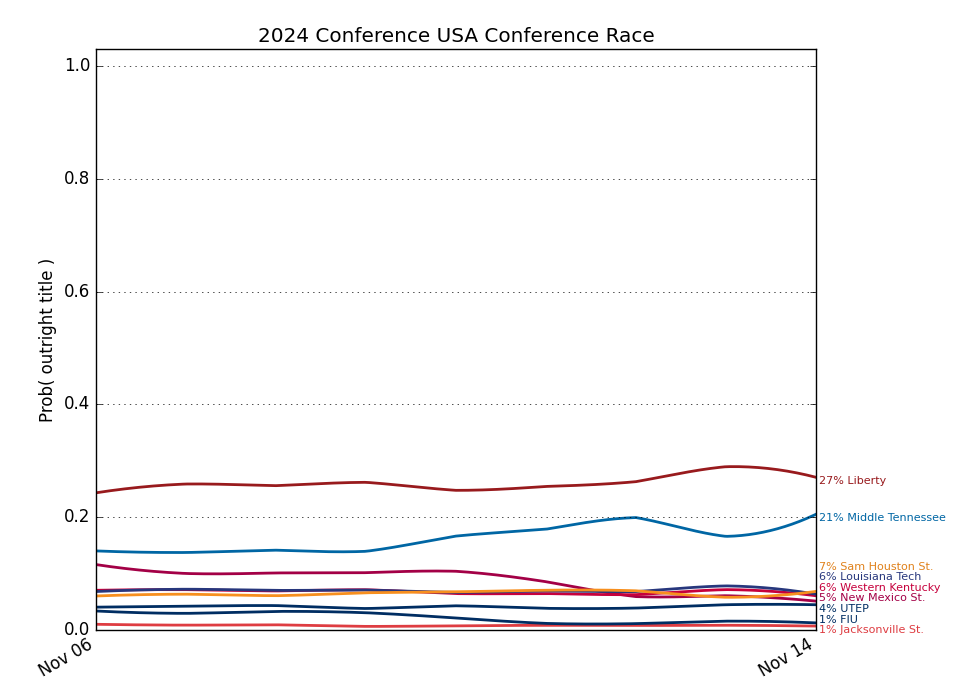 2024 Conference USA Conference Race
Prob( outright title )
1.0
0.8
0.6
0.4
0.2
0.0
27% Liberty
21% Middle Tennessee
7% Sam Houston St.
6% Louisiana Tech
6% Western Kentucky
5% New Mexico St.
4% UTEP
1% FIU
1% Jacksonville St.
Nov 06
Nov 14